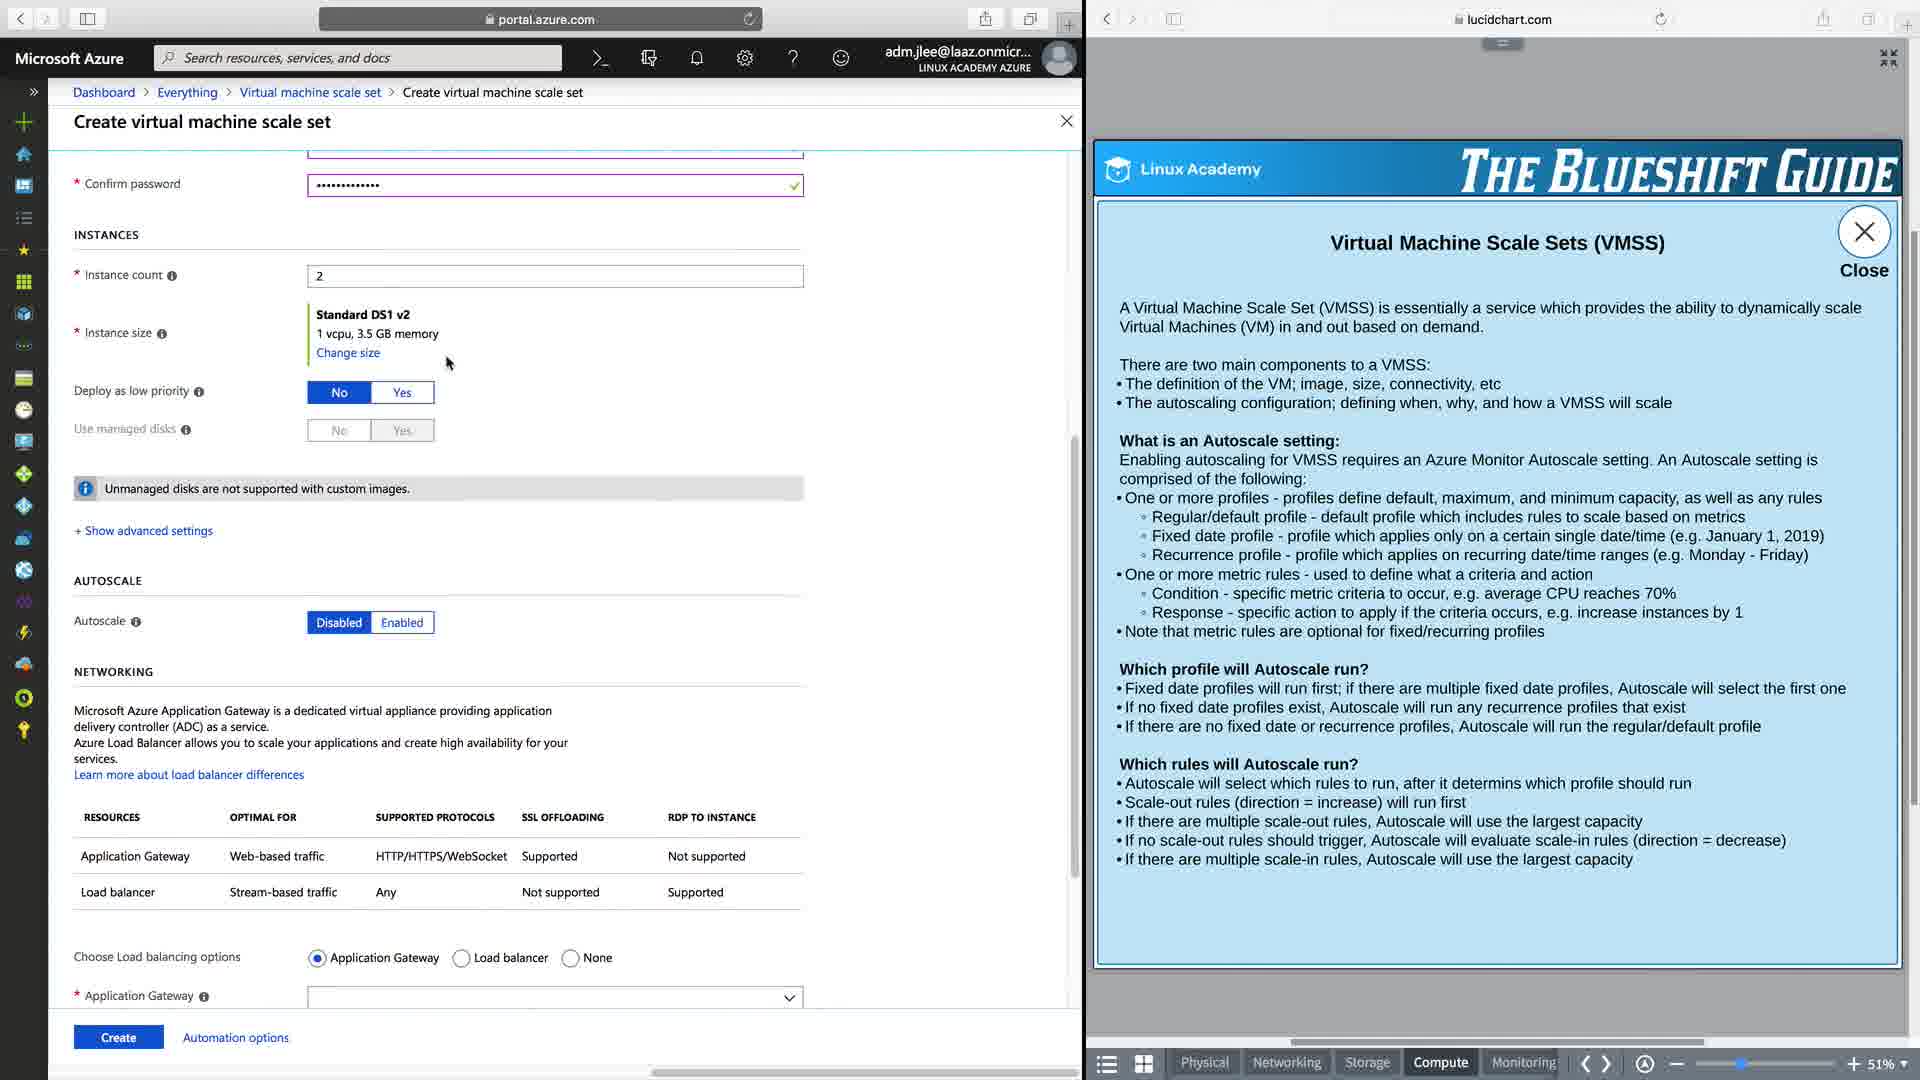 portal.azure.com
Microsoft Azure
Search resources, services, and docs
adm.jlee@laaz.onmicr...
LINUX ACADEMY AZURE
Dashboard > Everything > Virtual machine scale set > Create virtual machine scale set
Create virtual machine scale set
* Confirm password
•••••••••••••
INSTANCES
* Instance count
2
* Instance size
Standard DS1 v2
1 vcpu, 3.5 GB memory
Change size
Deploy as low priority
No Yes
Use managed disks
No Yes
Unmanaged disks are not supported with custom images.
+ Show advanced settings
AUTOSCALE
Autoscale
Disabled Enabled
NETWORKING
Microsoft Azure Application Gateway is a dedicated virtual appliance providing application
delivery controller (ADC) as a service.
Azure Load Balancer allows you to scale your applications and create high availability for your
services.
Learn more about load balancer differences
RESOURCES OPTIMAL FOR SUPPORTED PROTOCOLS SSL OFFLOADING RDP TO INSTANCE
Application Gateway Web-based traffic HTTP/HTTPS/WebSocket Supported Not supported
Load balancer Stream-based traffic Any Not supported Supported
Choose Load balancing options
Application Gateway Load balancer None
* Application Gateway
Create
Automation options
lucidchart.com
Linux Academy
THE BLUESHIFT GUIDE
Virtual Machine Scale Sets (VMSS)
Close
A Virtual Machine Scale Set (VMSS) is essentially a service which provides the ability to dynamically scale
Virtual Machines (VM) in and out based on demand.
There are two main components to a VMSS:
• The definition of the VM; image, size, connectivity, etc
• The autoscaling configuration; defining when, why, and how a VMSS will scale
What is an Autoscale setting:
Enabling autoscaling for VMSS requires an Azure Monitor Autoscale setting. An Autoscale setting is
comprised of the following:
• One or more profiles - profiles define default, maximum, and minimum capacity, as well as any rules
◦ Regular/default profile - default profile which includes rules to scale based on metrics
◦ Fixed date profile - profile which applies only on a certain single date/time (e.g. January 1, 2019)
◦ Recurrence profile - profile which applies on recurring date/time ranges (e.g. Monday - Friday)
• One or more metric rules - used to define what a criteria and action
◦ Condition - specific metric criteria to occur, e.g. average CPU reaches 70%
◦ Response - specific action to apply if the criteria occurs, e.g. increase instances by 1
• Note that metric rules are optional for fixed/recurring profiles
Which profile will Autoscale run?
• Fixed date profiles will run first; if there are multiple fixed date profiles, Autoscale will select the first one
• If no fixed date profiles exist, Autoscale will run any recurrence profiles that exist
• If there are no fixed date or recurrence profiles, Autoscale will run the regular/default profile
Which rules will Autoscale run?
• Autoscale will select which rules to run, after it determins which profile should run
• Scale-out rules (direction = increase) will run first
• If there are multiple scale-out rules, Autoscale will use the largest capacity
• If no scale-out rules should trigger, Autoscale will evaluate scale-in rules (direction = decrease)
• If there are multiple scale-in rules, Autoscale will use the largest capacity
Physical Networking Storage Compute Monitoring
51%